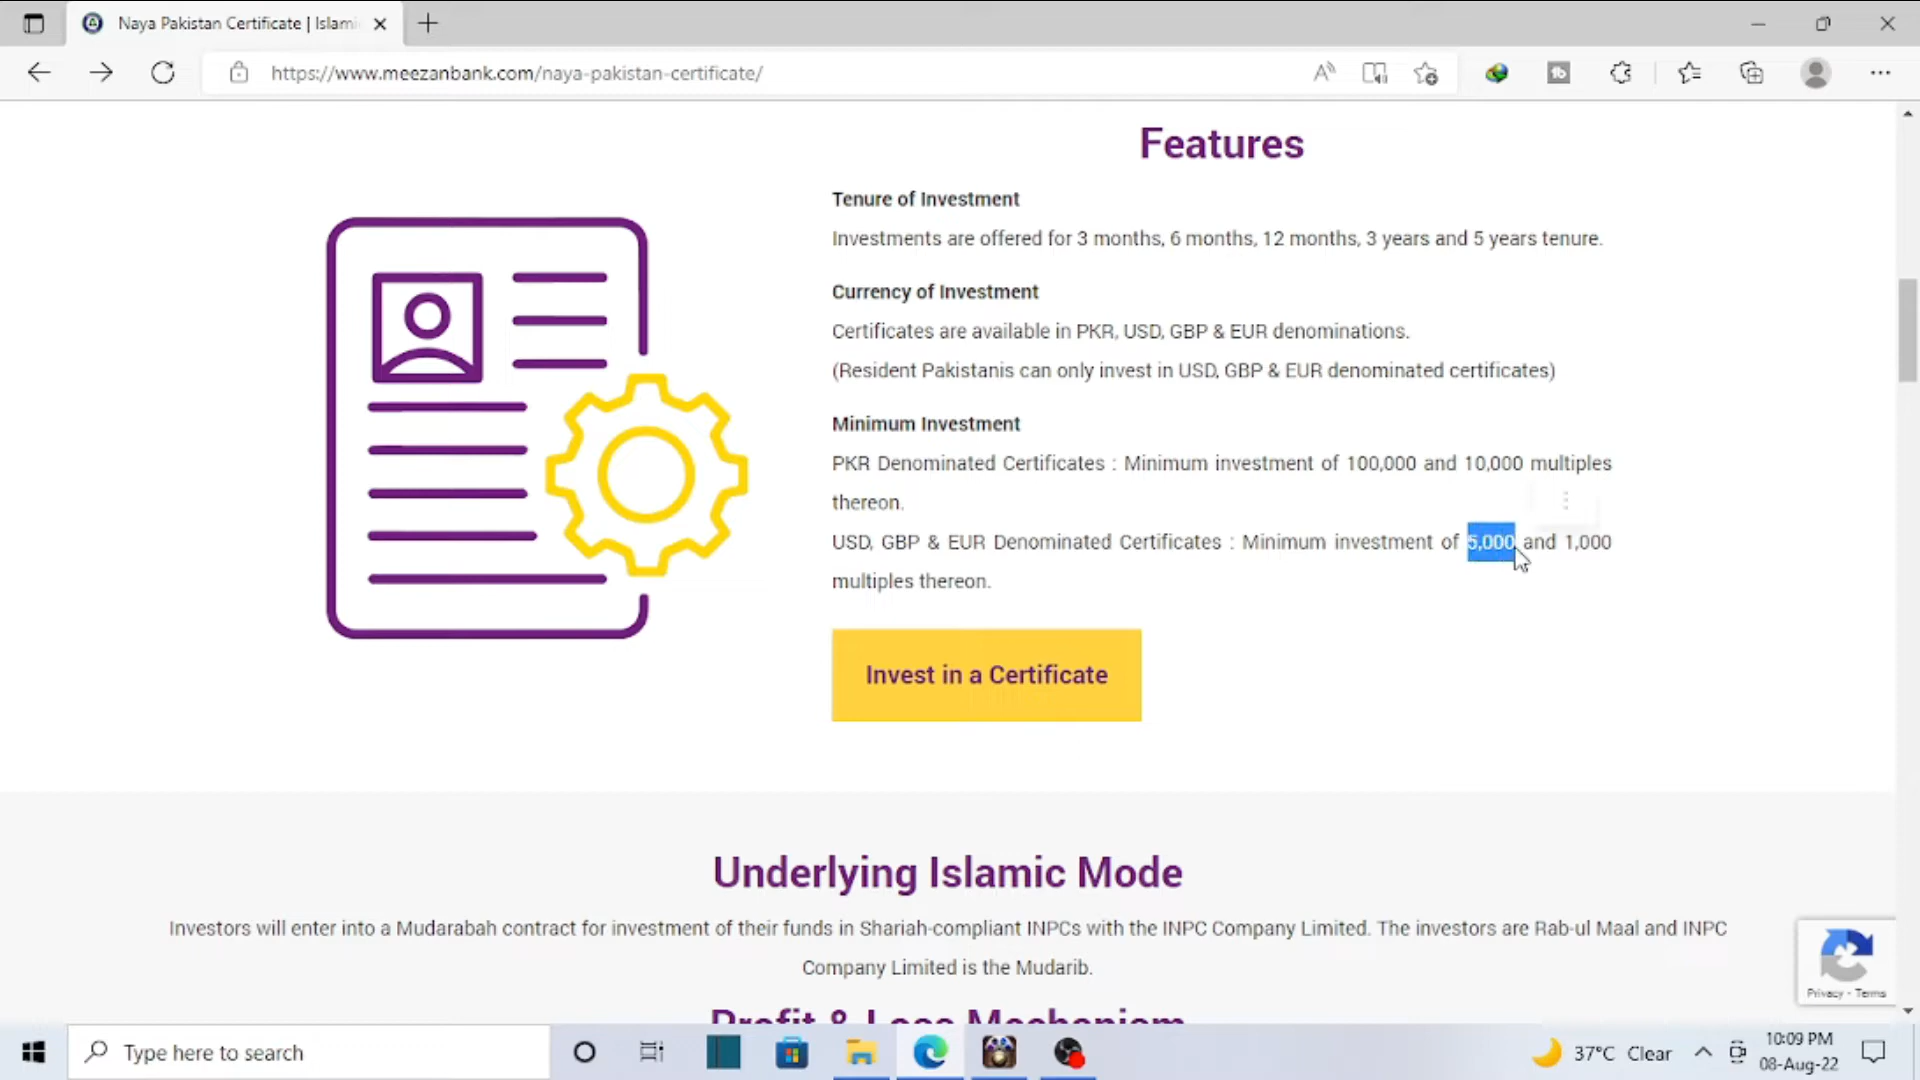 Naya Pakistan Certificate | Islami
https://www.meezanbank.com/naya-pakistan-certificate/
Features
Tenure of Investment
Investments are offered for 3 months, 6 months, 12 months, 3 years and 5 years tenure.
Currency of Investment
Certificates are available in PKR, USD, GBP & EUR denominations.
(Resident Pakistanis can only invest in USD, GBP & EUR denominated certificates)
Minimum Investment
PKR Denominated Certificates : Minimum investment of 100,000 and 10,000 multiples
thereon.
USD, GBP & EUR Denominated Certificates : Minimum investment of 5,000 and 1,000
multiples thereon.
Invest in a Certificate
Underlying Islamic Mode
Investors will enter into a Mudarabah contract for investment of their funds in Shariah-compliant INPCs with the INPC Company Limited. The investors are Rab-ul Maal and INPC
Company Limited is the Mudarib.
Profit & Loss Mechanism
Privacy - Terms
Type here to search
37°C Clear
10:09 PM
08-Aug-22